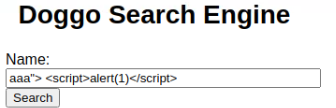 Doggo Search Engine
Name:
aaa"> <script>alert(1)</script>
Search